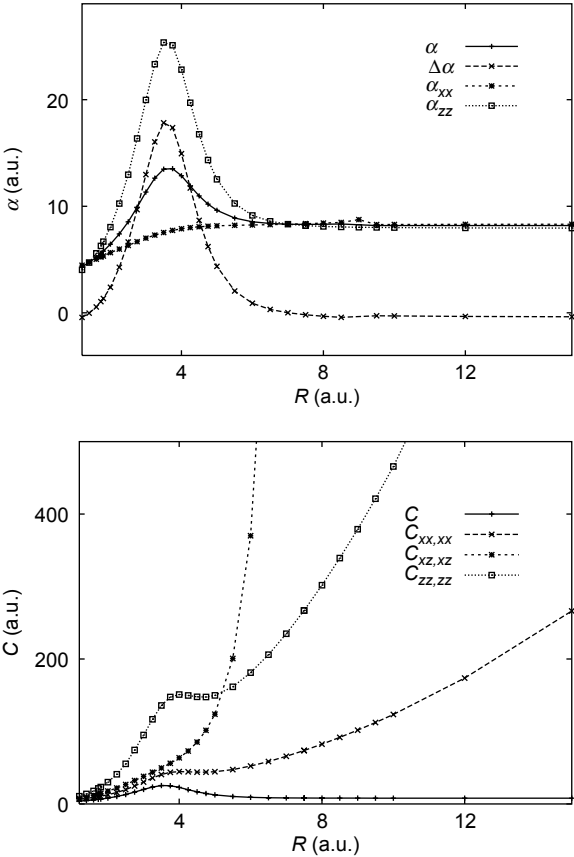 20
10
0
α (a.u.)
4
8
12
R (a.u.)
α
Δα
αxx
αzz
400
200
0
C (a.u.)
4
8
12
R (a.u.)
C
Cxx,xx
Cxz,xz
Czz,zz